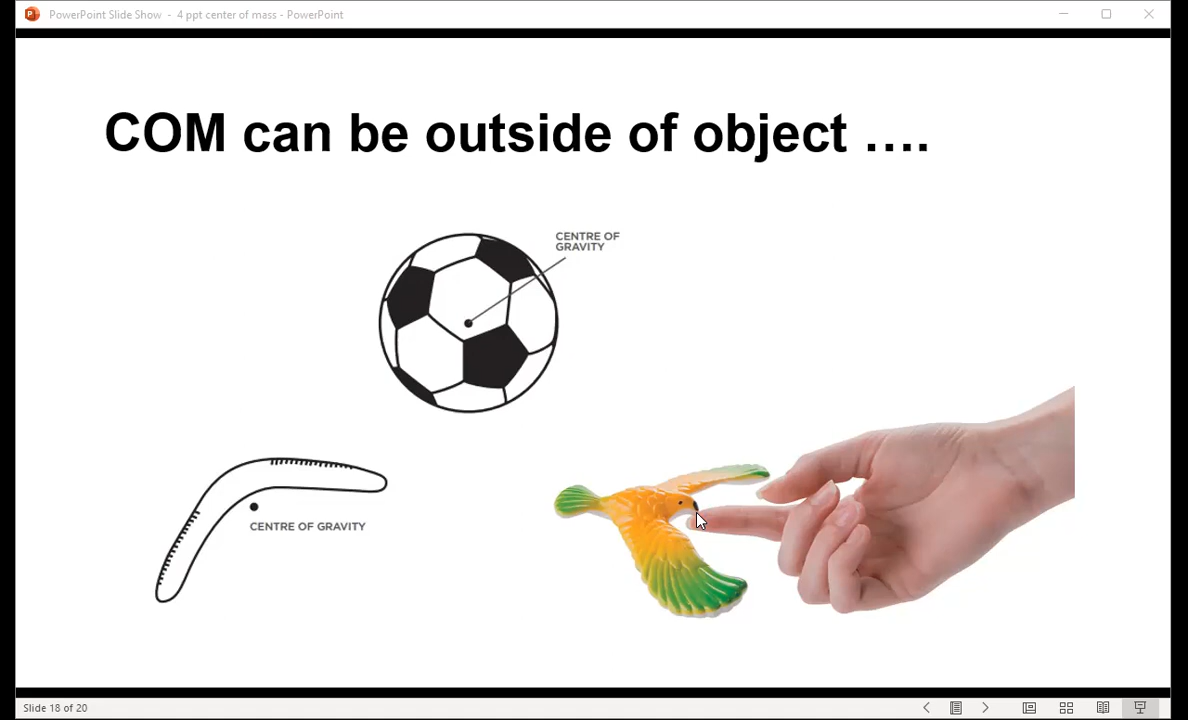 PowerPoint Slide Show - 4 ppt center of mass - PowerPoint
COM can be outside of object ....
CENTRE OF
GRAVITY
CENTRE OF GRAVITY
Slide 18 of 20